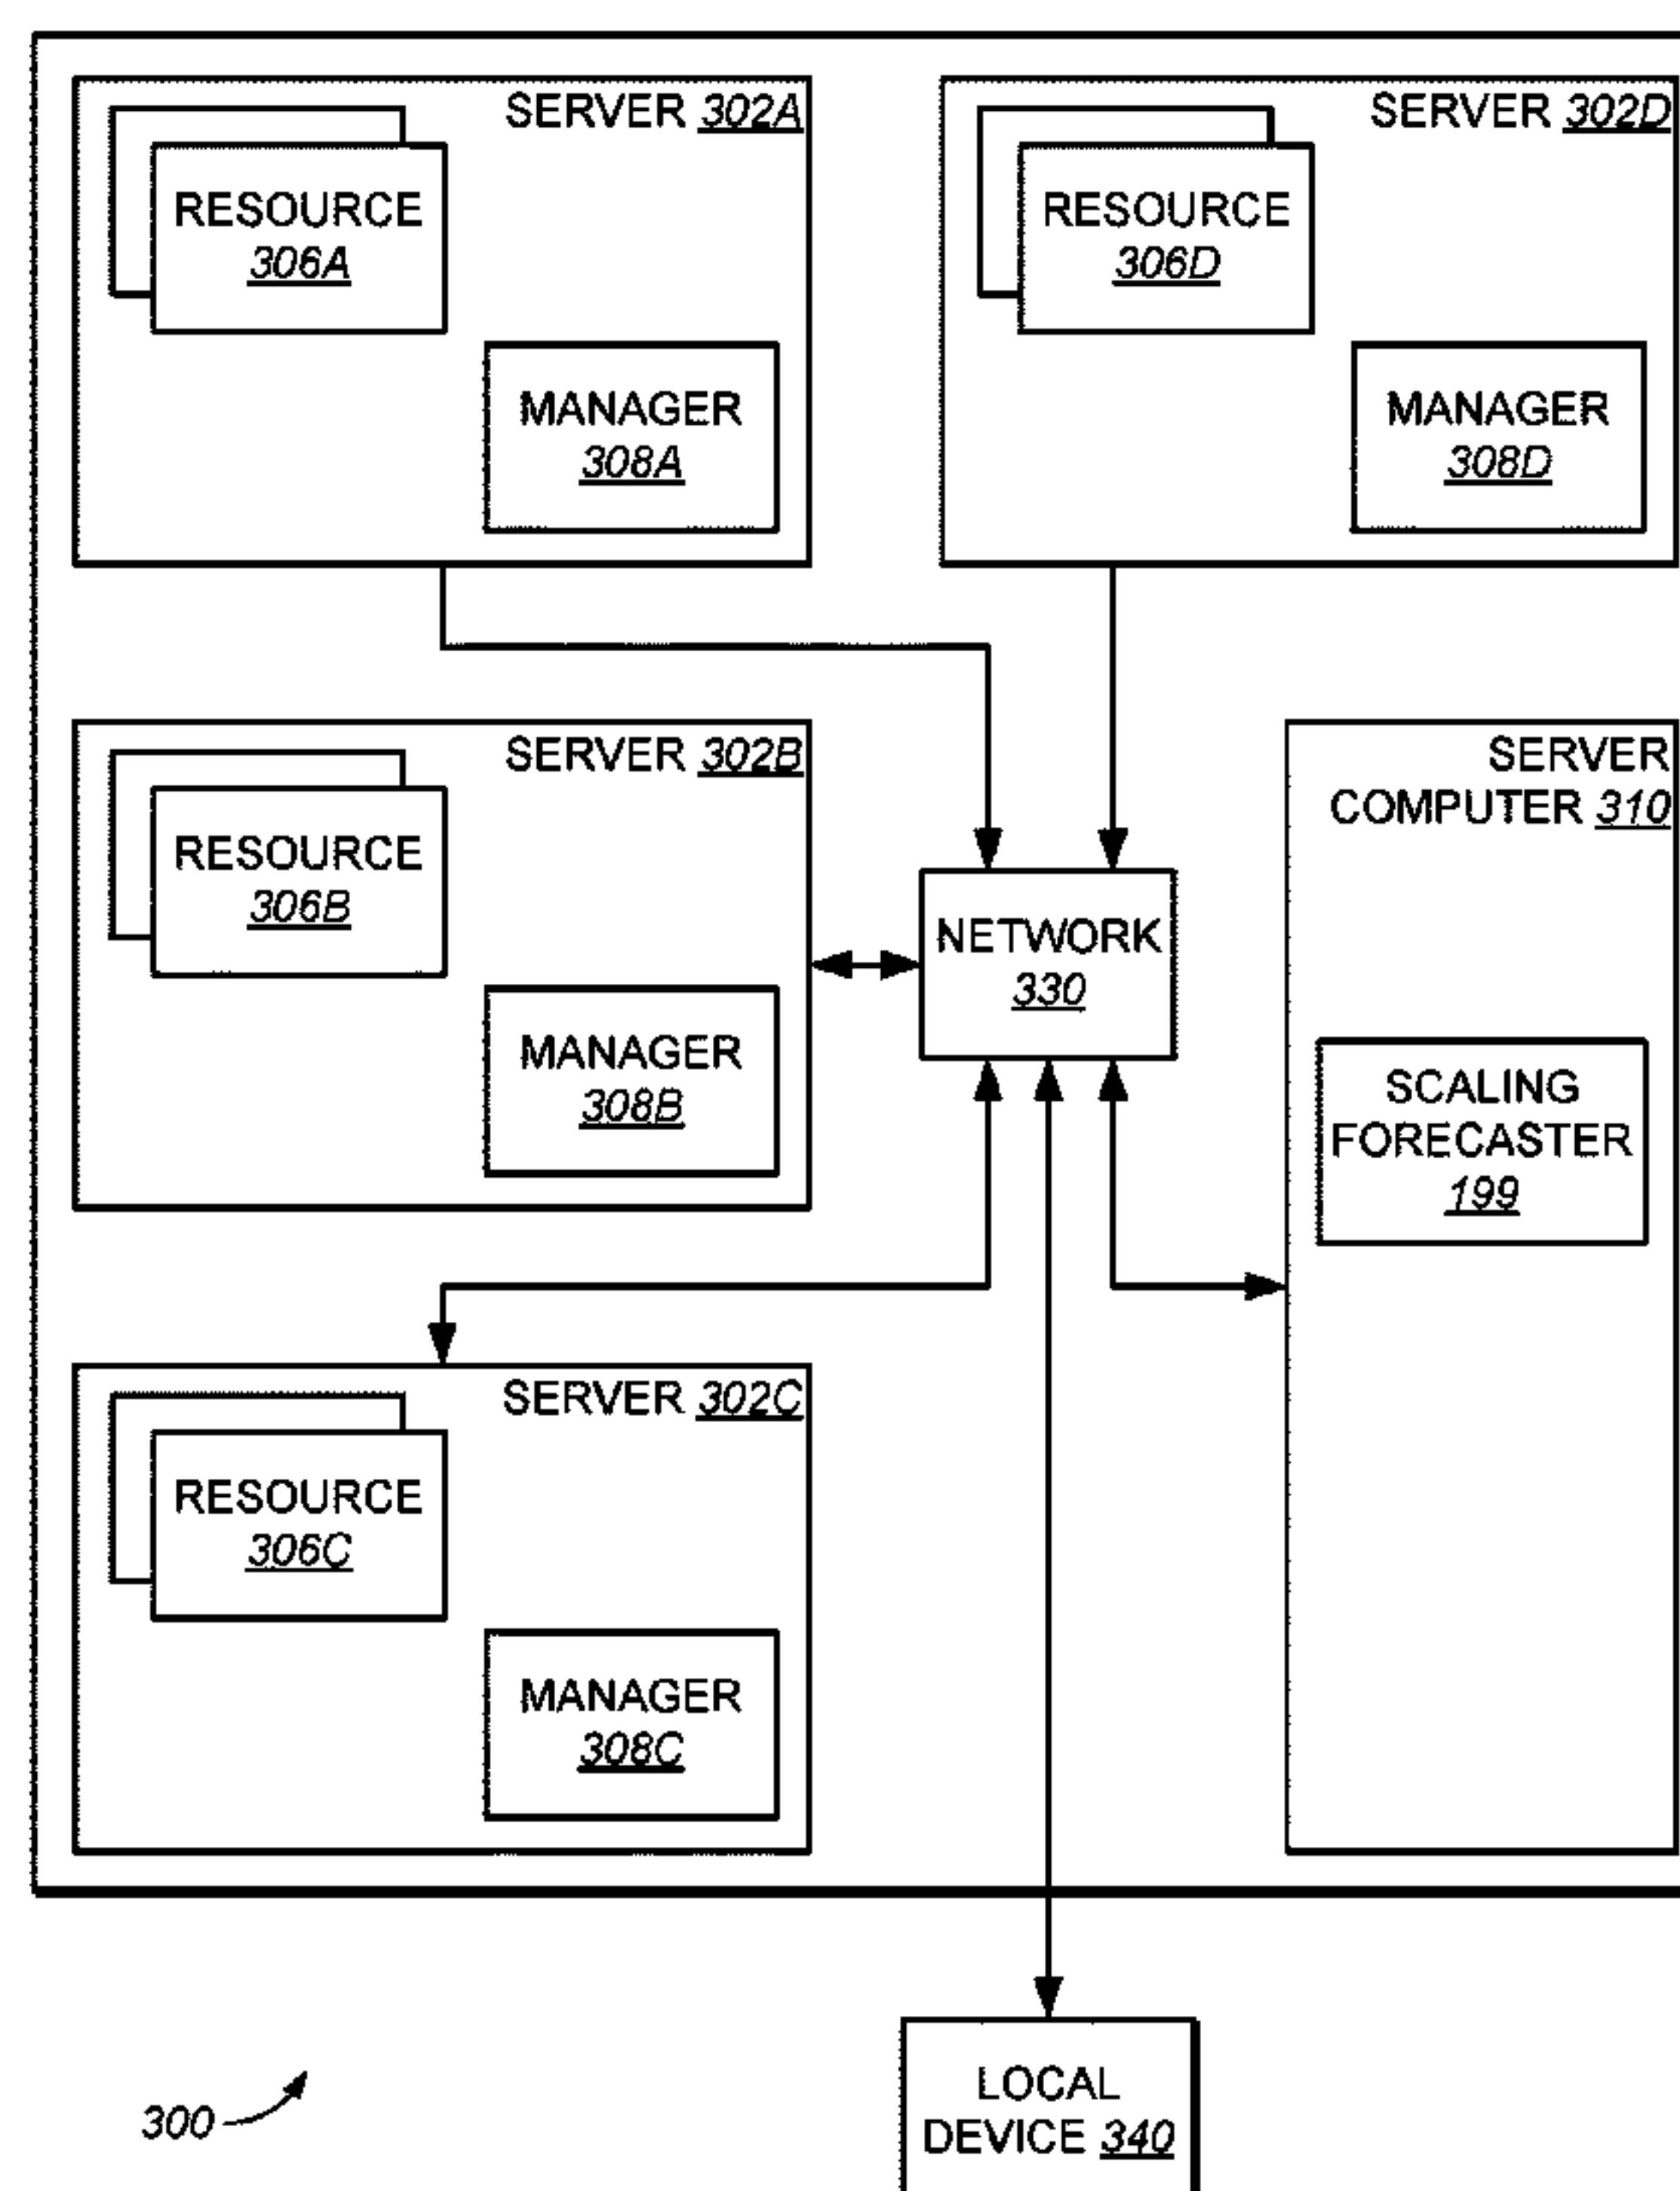 SERVER 302A
RESOURCE
306A
MANAGER
308A
SERVER 302D
RESOURCE
306D
MANAGER
308D
SERVER 302B
RESOURCE
306B
MANAGER
308B
NETWORK
330
SERVER
COMPUTER 310
SCALING
FORECASTER
199
SERVER 302C
RESOURCE
306C
MANAGER
308C
300
LOCAL
DEVICE 340